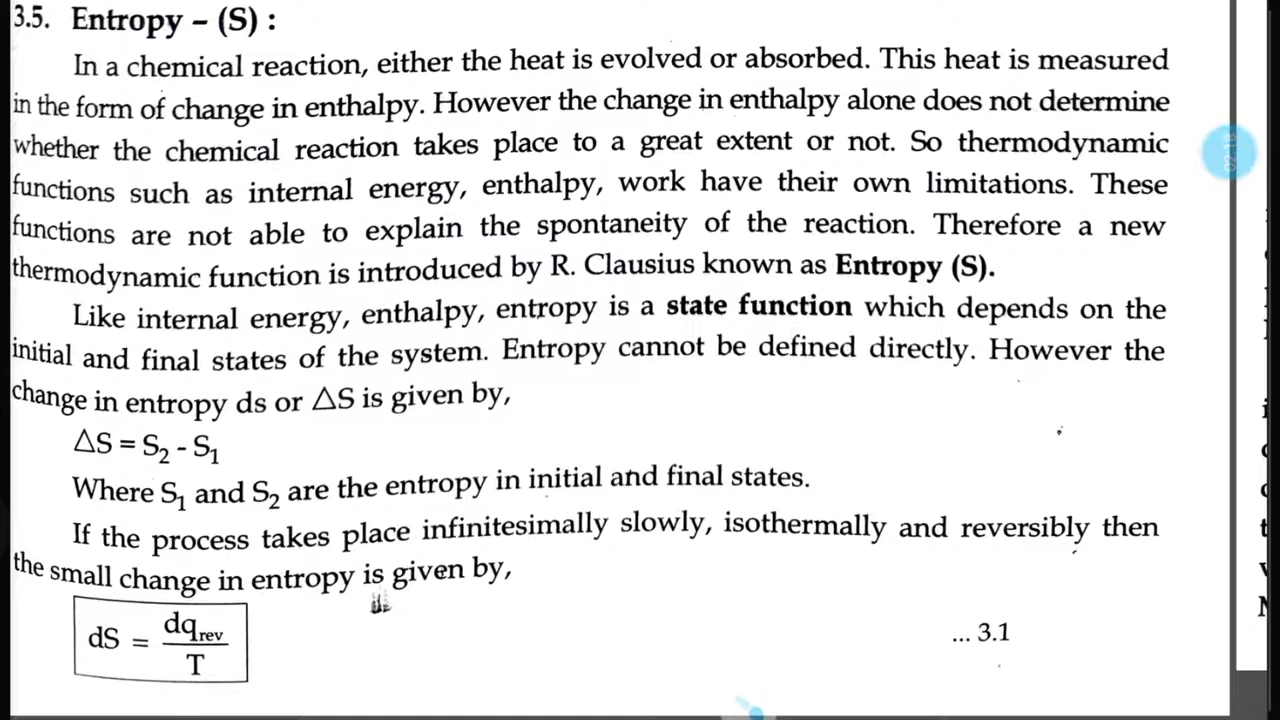 3.5. Entropy – (S) :
In a chemical reaction, either the heat is evolved or absorbed. This heat is measured
in the form of change in enthalpy. However the change in enthalpy alone does not determine
whether the chemical reaction takes place to a great extent or not. So thermodynamic
functions such as internal energy, enthalpy, work have their own limitations. These
functions are not able to explain the spontaneity of the reaction. Therefore a new
thermodynamic function is introduced by R. Clausius known as Entropy (S).
Like internal energy, enthalpy, entropy is a state function which depends on the
initial and final states of the system. Entropy cannot be defined directly. However the
change in entropy ds or △S is given by,
△S = S₂ - S₁
Where S₁ and S₂ are the entropy in initial and final states.
If the process takes place infinitesimally slowly, isothermally and reversibly then
the small change in entropy is given by,
dS = dq_rev / T ... 3.1
02:18